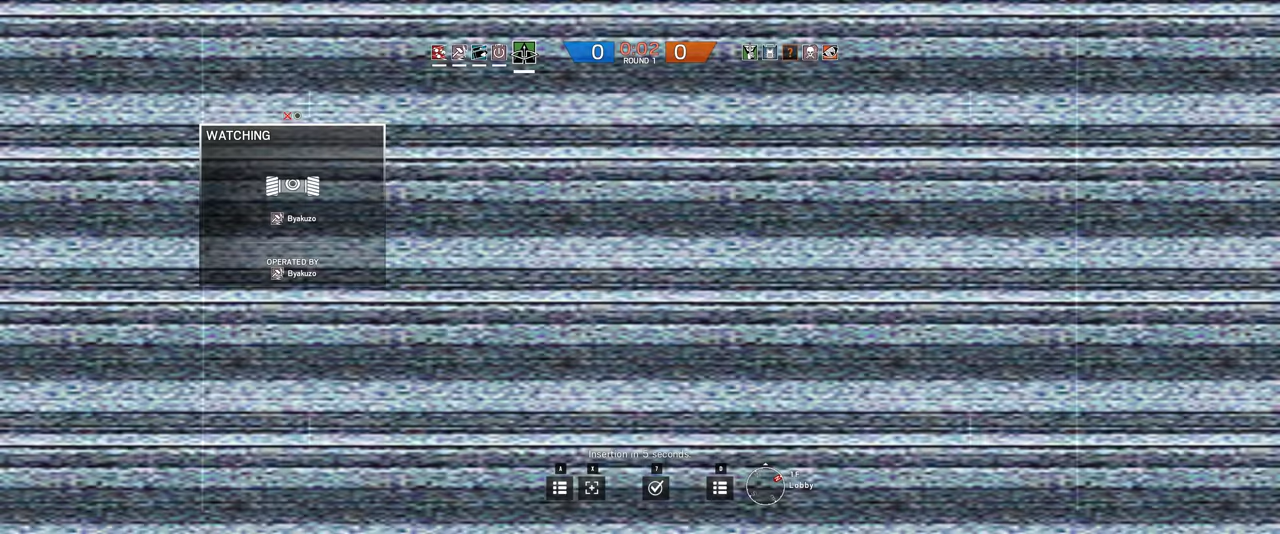 0 0:02 0
ROUND 1
?
WATCHING
Byakuzo
OPERATED BY
Byakuzo
Insertion in 5 seconds.
A X ? D
1F
Lobby